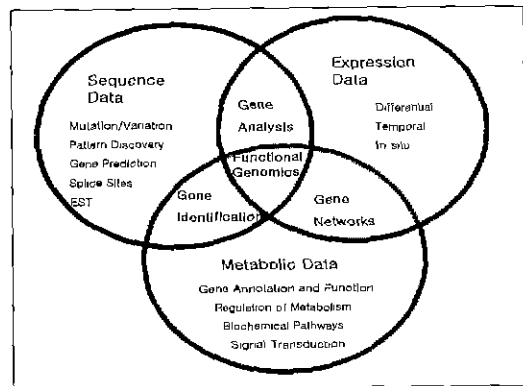 Sequence
Data
Mutation/Variation
Pattern Discovery
Gene Prediction
Splice Sites
EST
Gene
Analysis
Expression
Data
Differential
Temporal
In situ
Functional
Genomics
Gene
Identification
Gene
Networks
Metabolic Data
Gene Annotation and Function
Regulation of Metabolism
Biochemical Pathways
Signal Transduction